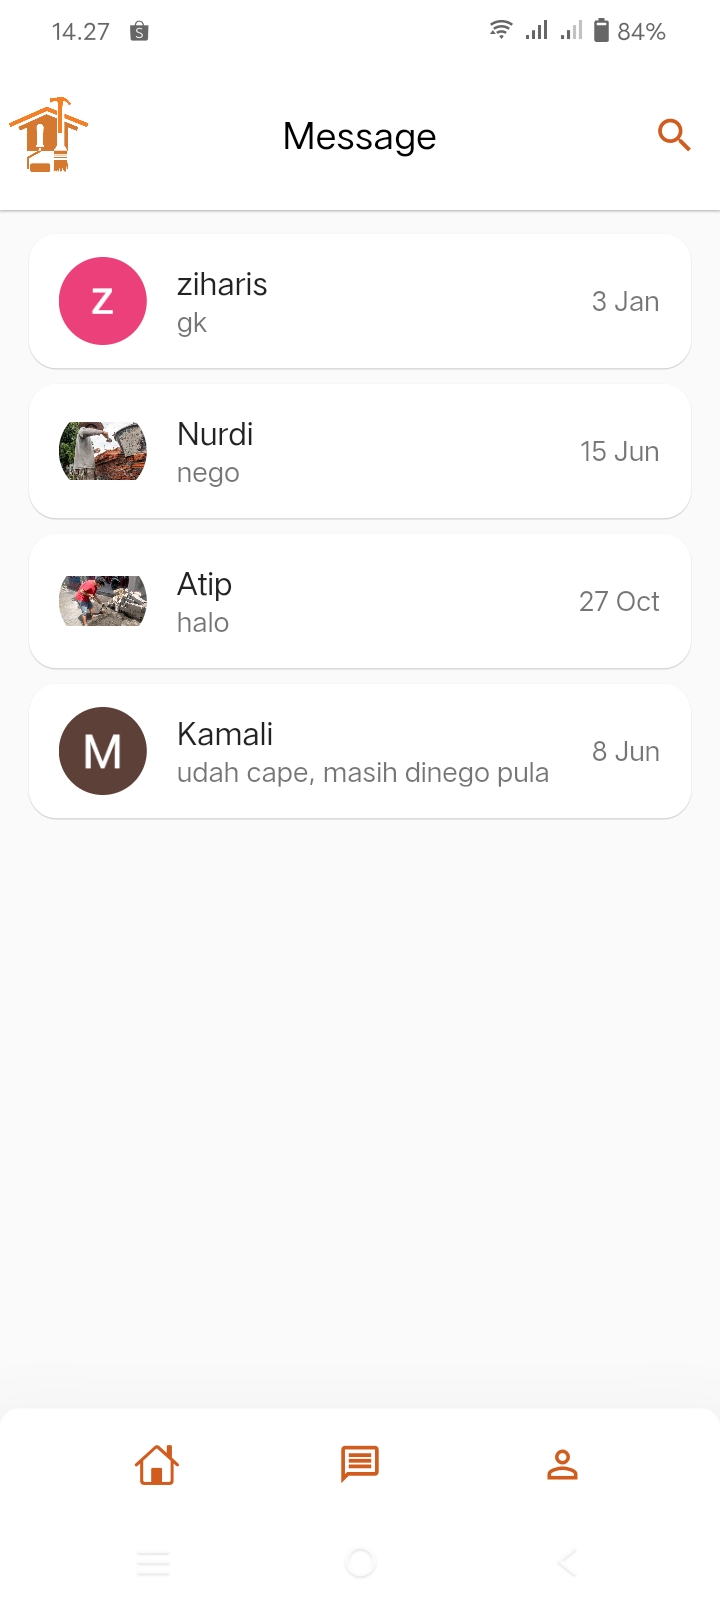 14.27
S
84%
Message
z
ziharis
gk
3 Jan
Nurdi
nego
15 Jun
Atip
halo
27 Oct
M
Kamali
udah cape, masih dinego pula
8 Jun